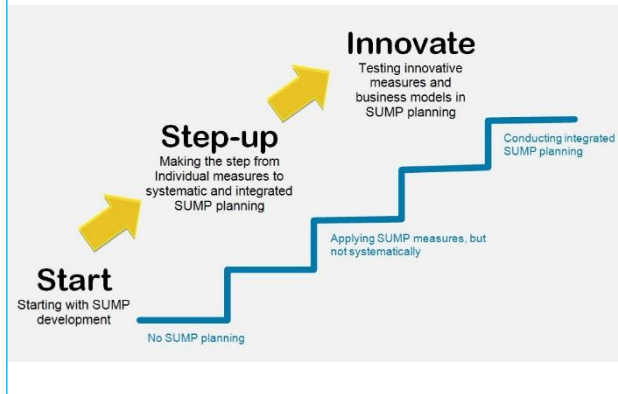 Innovate
Testing innovative
measures and
business models in
SUMP planning
Conducting integrated
SUMP planning
Step-up
Making the step from
Individual measures to
systematic and integrated
SUMP planning
Applying SUMP measures, but
not systematically
Start
Starting with SUMP
development
No SUMP planning